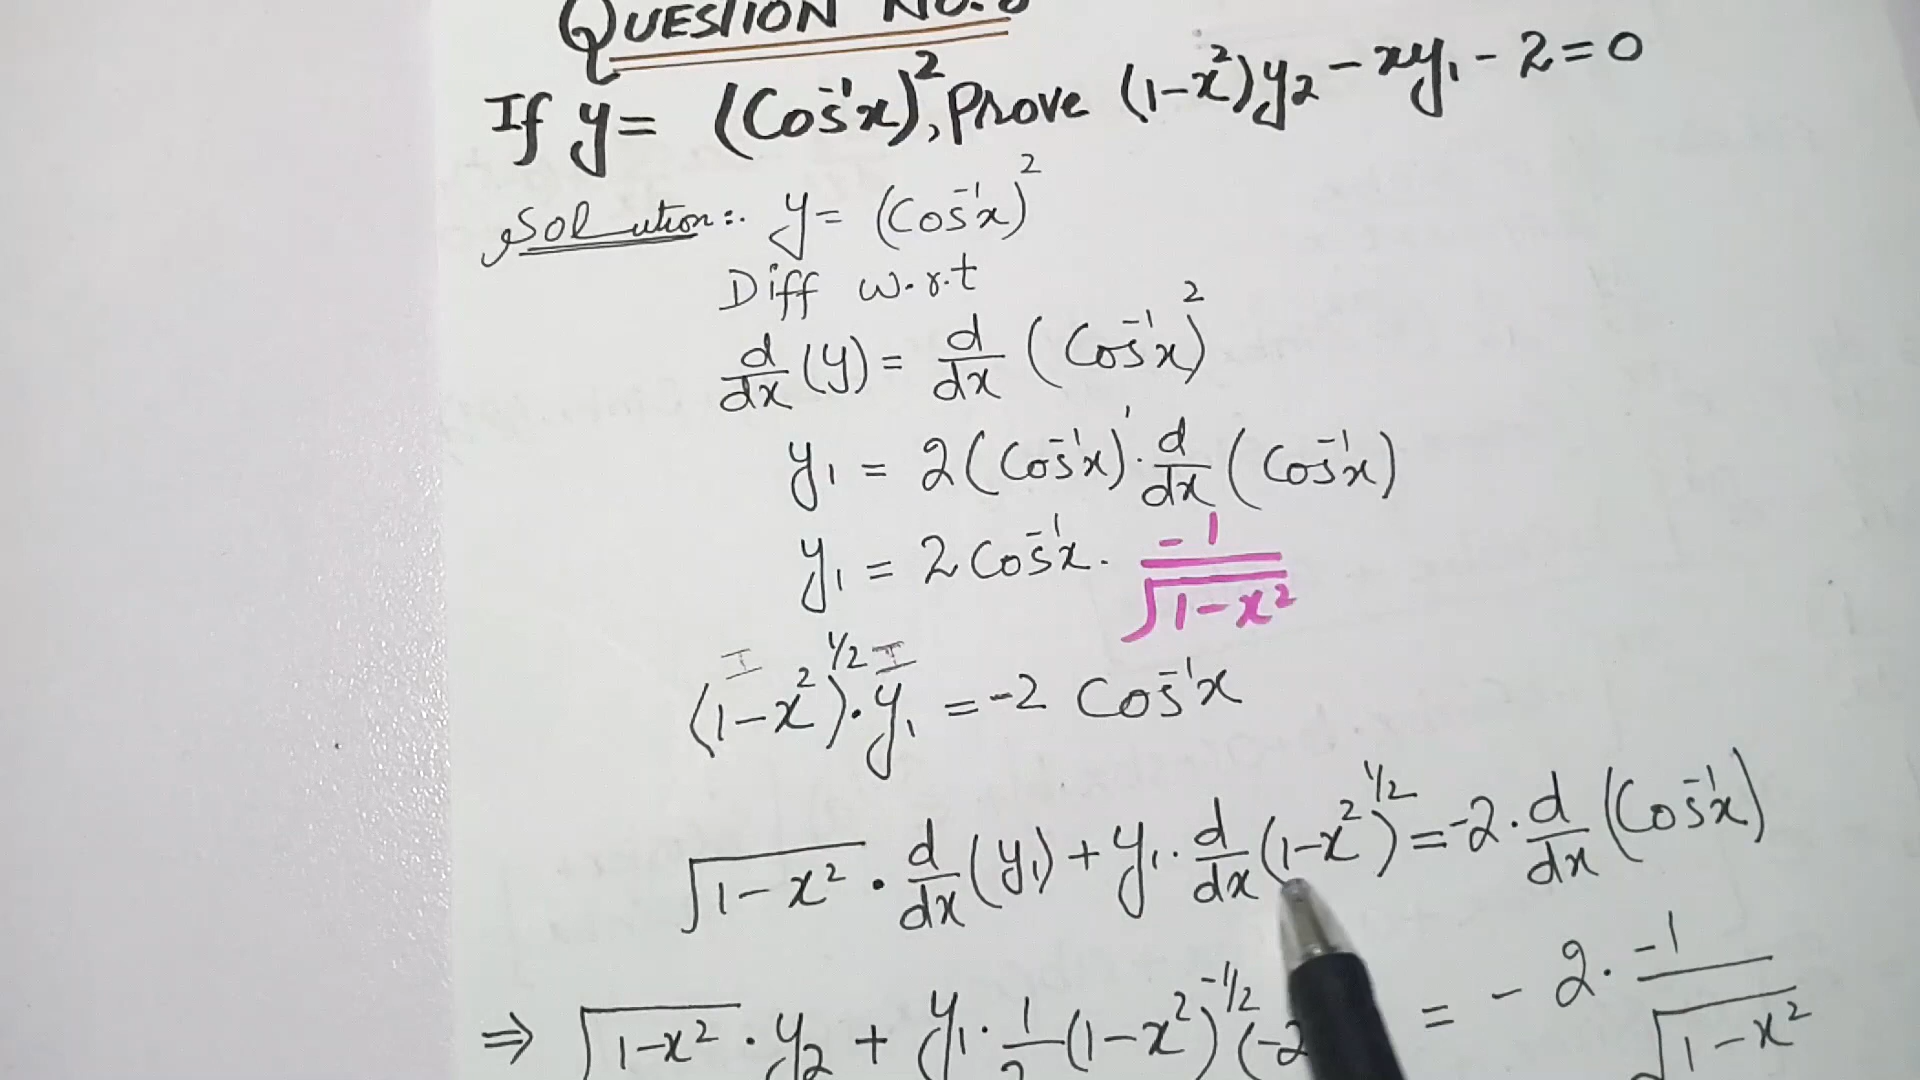 QUESTION NO.
If y = (Cos⁻¹x)², Prove (1-x²)y₂ - xy₁ - 2 = 0
Solution:. y = (Cos⁻¹x)²
Diff w.r.t
d/dx (y) = d/dx (Cos⁻¹x)²
y₁ = 2(Cos⁻¹x)¹ . d/dx (Cos⁻¹x)
y₁ = 2 Cos⁻¹x . -1/√1-x²
I I
(1-x²)^1/2 . y₁ = -2 Cos⁻¹x
√1-x² . d/dx (y₁) + y₁ . d/dx (1-x²)^1/2 = -2 . d/dx (Cos⁻¹x)
⇒ √1-x² . y₂ + y₁ . 1/2 (1-x²)^-1/2 (-2 = -2 . -1/√1-x²